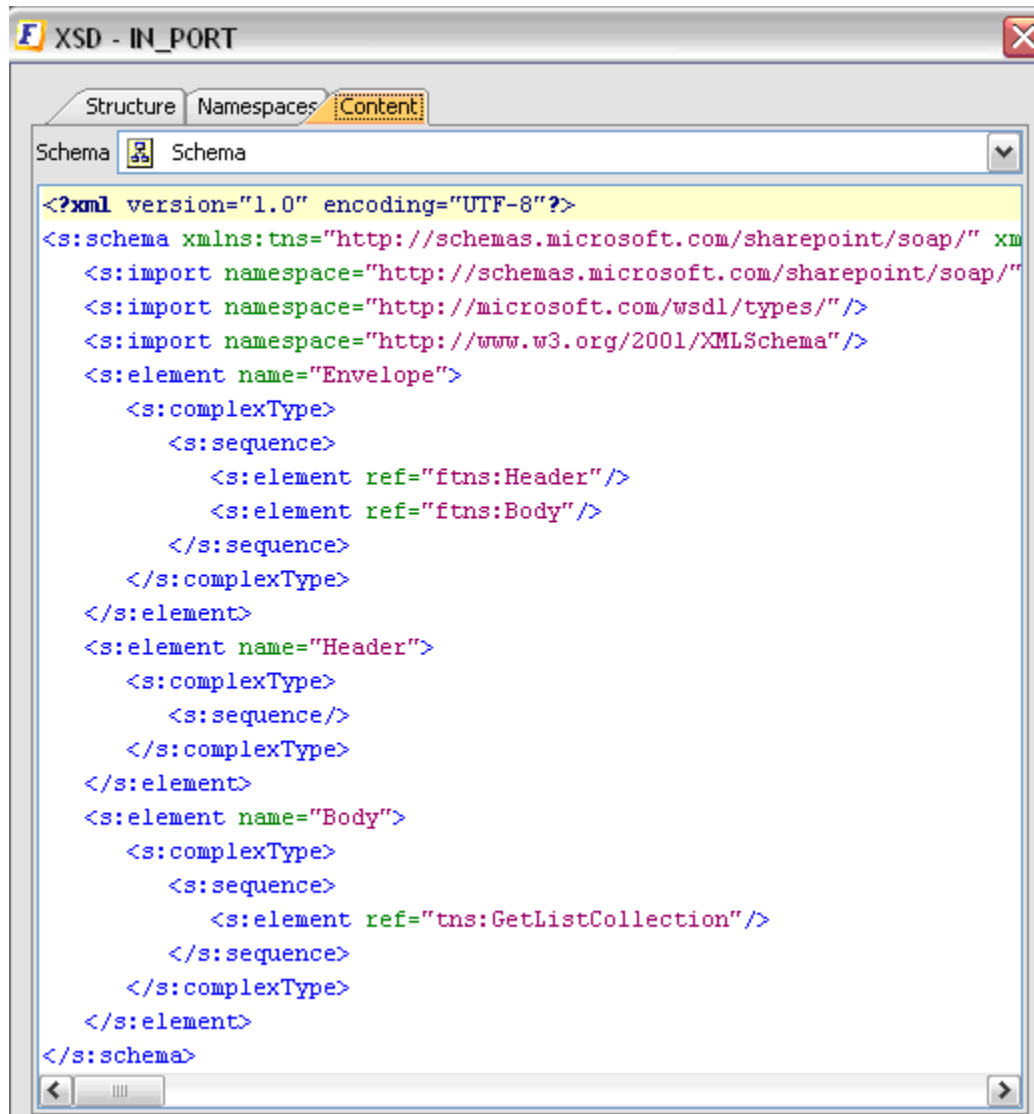 F XSD - IN_PORT
Structure Namespaces Content
Schema Schema
<?xml version="1.0" encoding="UTF-8"?>
<s:schema xmlns:tns="http://schemas.microsoft.com/sharepoint/soap/" xm
<s:import namespace="http://schemas.microsoft.com/sharepoint/soap/"
<s:import namespace="http://microsoft.com/wsdl/types/"/>
<s:import namespace="http://www.w3.org/2001/XMLSchema"/>
<s:element name="Envelope">
<s:complexType>
<s:sequence>
<s:element ref="ftns:Header"/>
<s:element ref="ftns:Body"/>
</s:sequence>
</s:complexType>
</s:element>
<s:element name="Header">
<s:complexType>
<s:sequence/>
</s:complexType>
</s:element>
<s:element name="Body">
<s:complexType>
<s:sequence>
<s:element ref="tns:GetListCollection"/>
</s:sequence>
</s:complexType>
</s:element>
</s:schema>